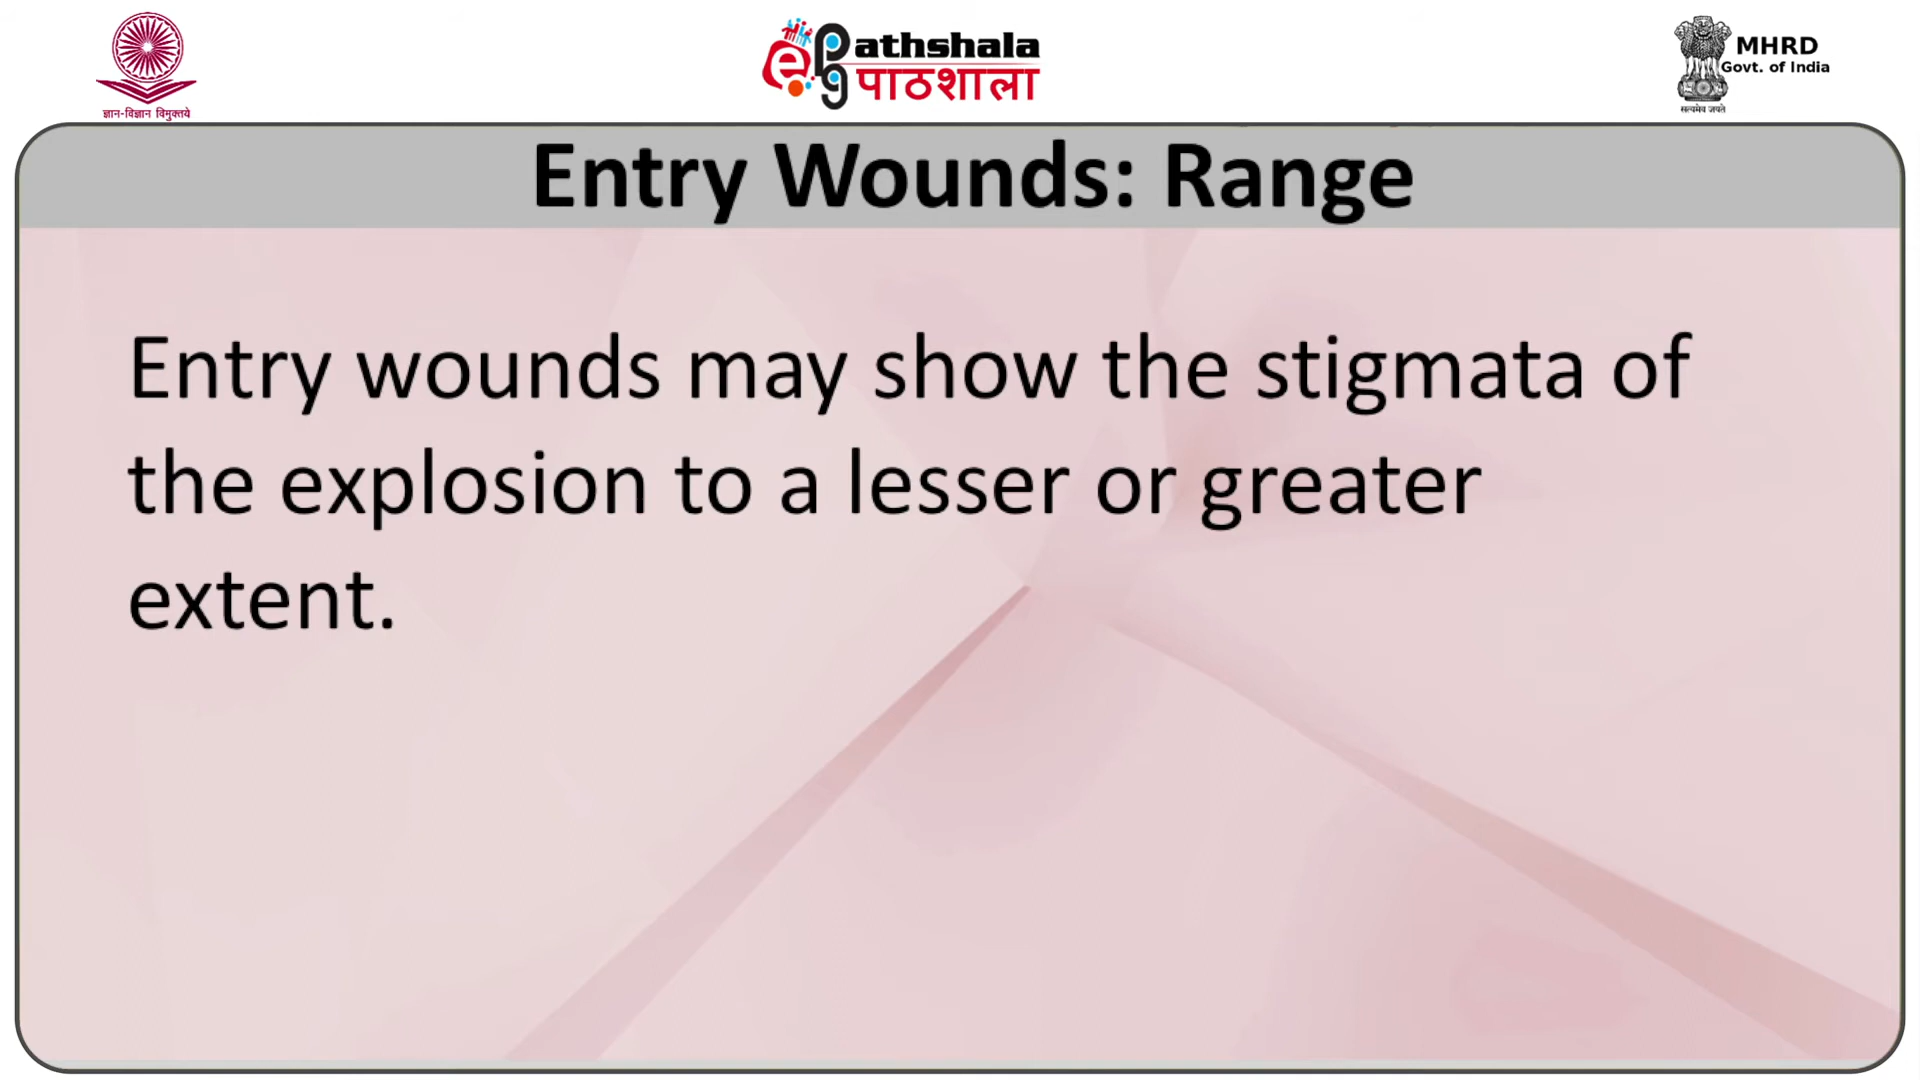 ज्ञान-विज्ञान विमुक्तये
ePathshala
पाठशाला
MHRD
Govt. of India
सत्यमेव जयते
Entry Wounds: Range
Entry wounds may show the stigmata of
the explosion to a lesser or greater
extent.